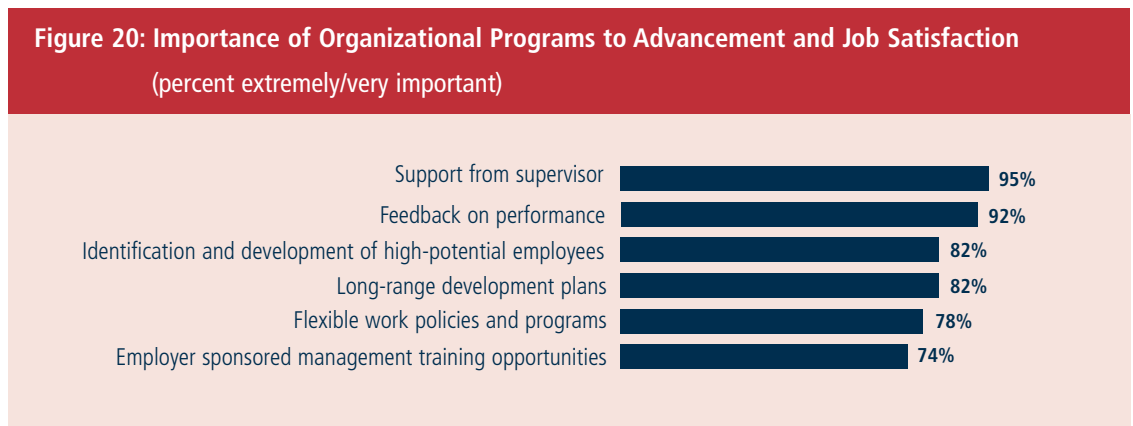 Figure 20: Importance of Organizational Programs to Advancement and Job Satisfaction
(percent extremely/very important)
Support from supervisor 95%
Feedback on performance 92%
Identification and development of high-potential employees 82%
Long-range development plans 82%
Flexible work policies and programs 78%
Employer sponsored management training opportunities 74%